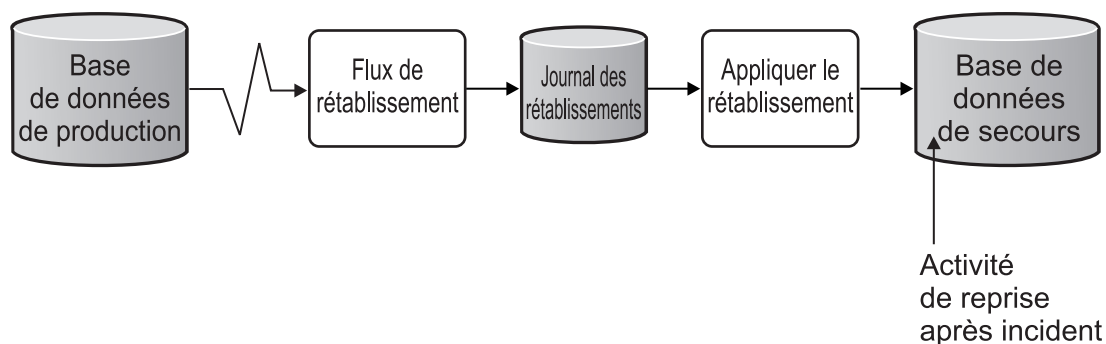 Base
de données
de production
Flux de
rétablissement
Journal des
rétablissements
Appliquer le
rétablissement
Base de
données
de secours
Activité
de reprise
après incident